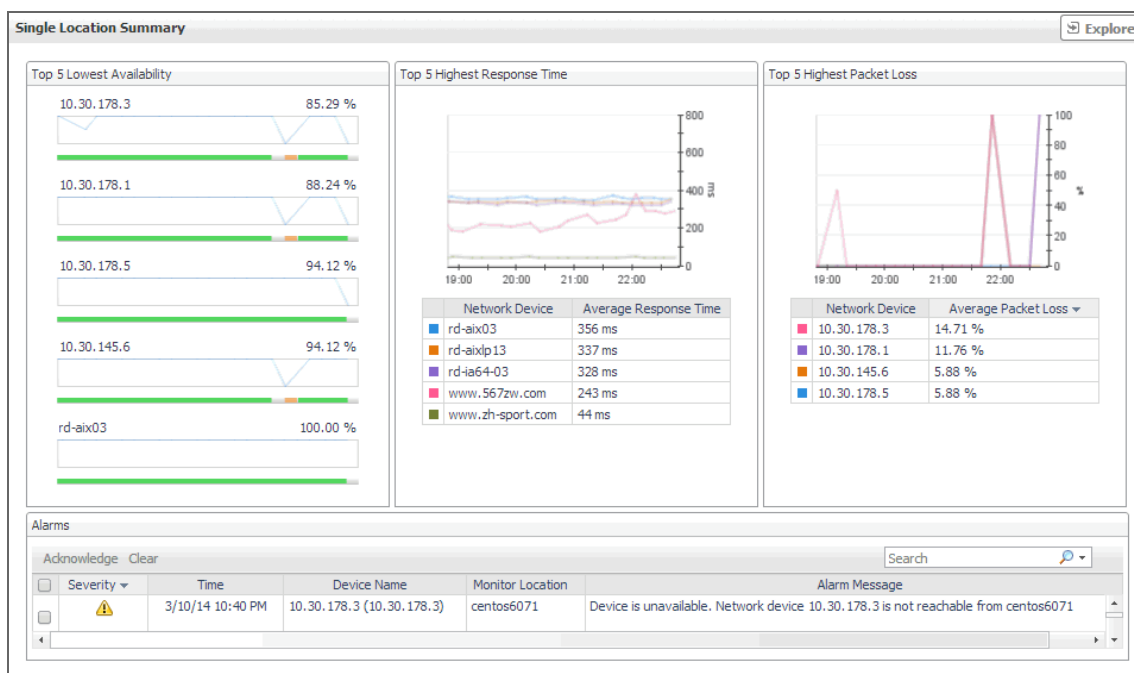 Single Location Summary
Explore
Top 5 Lowest Availability
10.30.178.3 85.29 %
10.30.178.1 88.24 %
10.30.178.5 94.12 %
10.30.145.6 94.12 %
rd-aix03 100.00 %
Top 5 Highest Response Time
800
600
400
200
0
ms
19:00 20:00 21:00 22:00
Network Device Average Response Time
rd-aix03 356 ms
rd-aixlp13 337 ms
rd-ia64-03 328 ms
www.567zw.com 243 ms
www.zh-sport.com 44 ms
Top 5 Highest Packet Loss
100
80
60
40
20
0
%
19:00 20:00 21:00 22:00
Network Device Average Packet Loss
10.30.178.3 14.71 %
10.30.178.1 11.76 %
10.30.145.6 5.88 %
10.30.178.5 5.88 %
Alarms
Acknowledge Clear Search
Severity Time Device Name Monitor Location Alarm Message
3/10/14 10:40 PM 10.30.178.3 (10.30.178.3) centos6071 Device is unavailable. Network device 10.30.178.3 is not reachable from centos6071